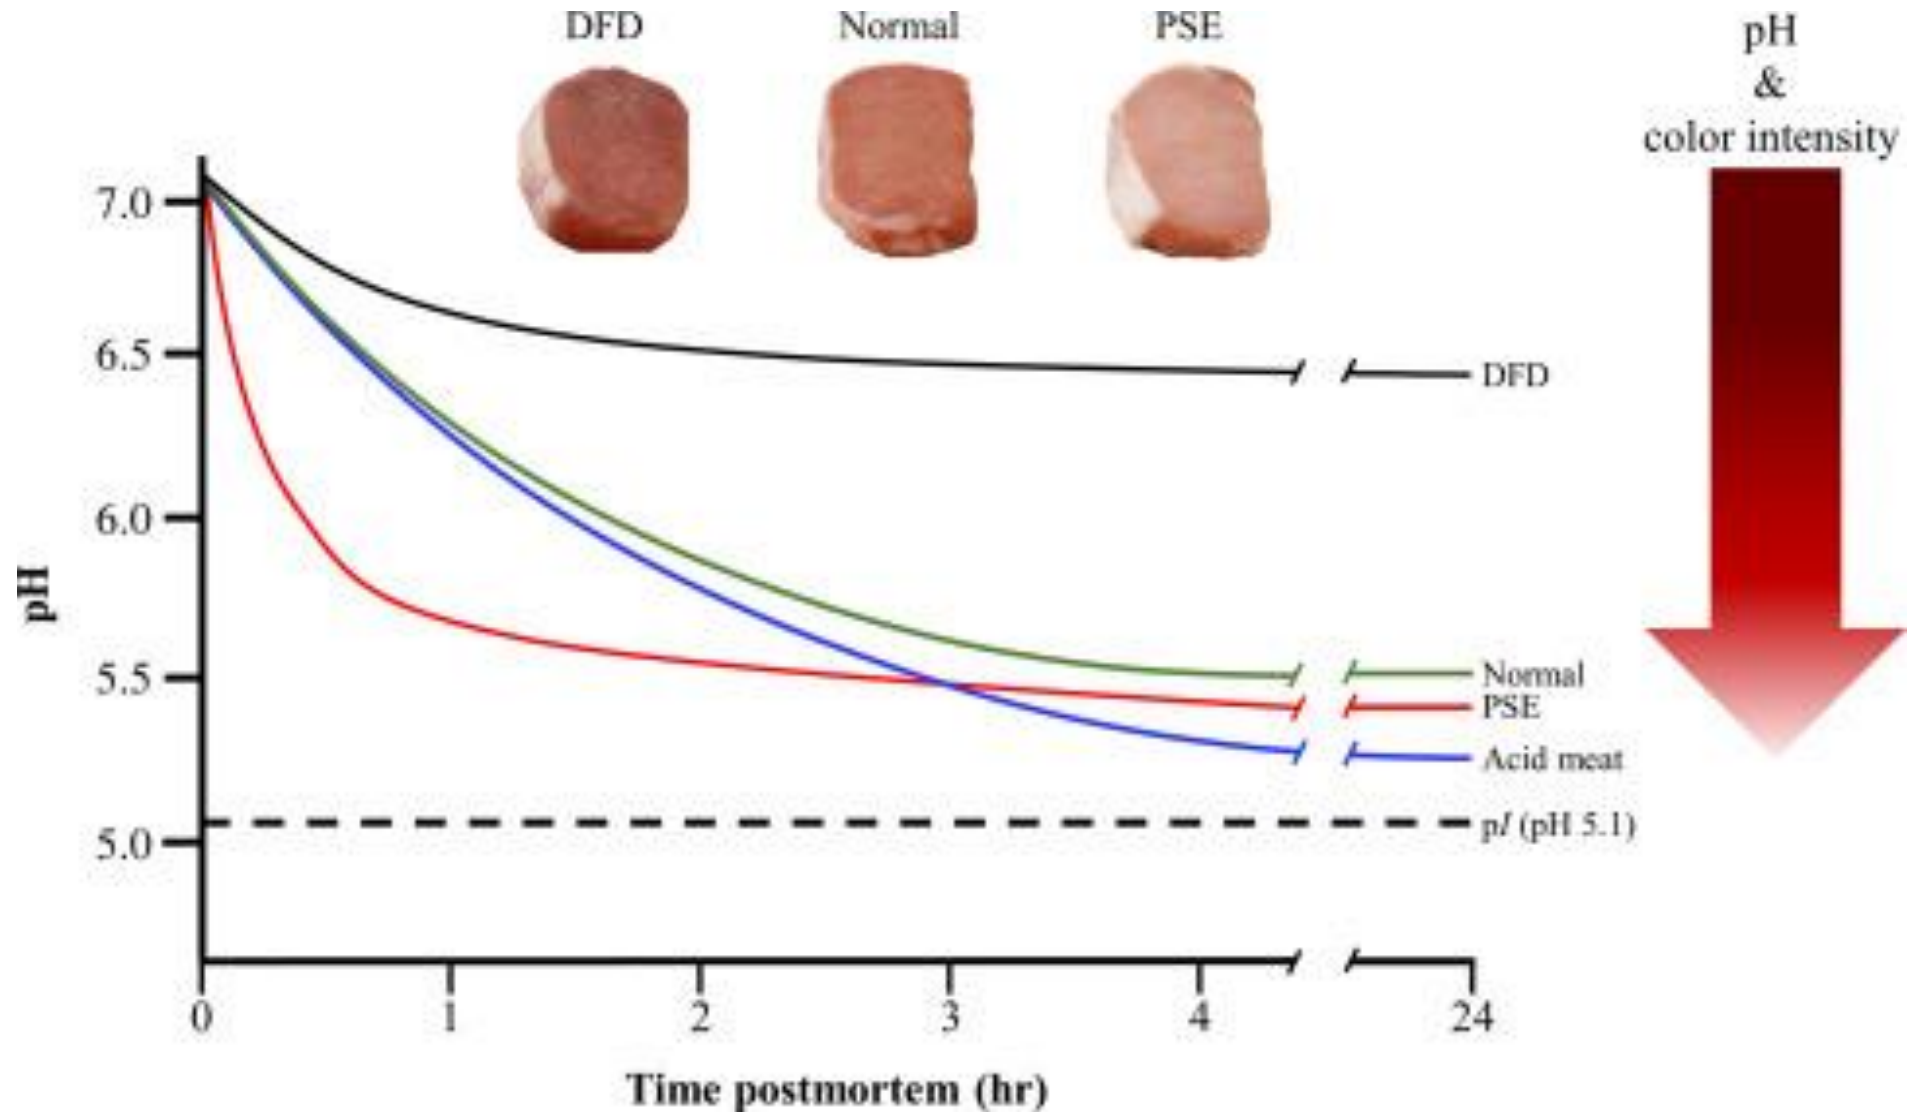 DFD
Normal
PSE
pH
&
color intensity
7.0
6.5
6.0
5.5
5.0
pH
DFD
Normal
PSE
Acid meat
pI (pH 5.1)
0
1
2
3
4
24
Time postmortem (hr)